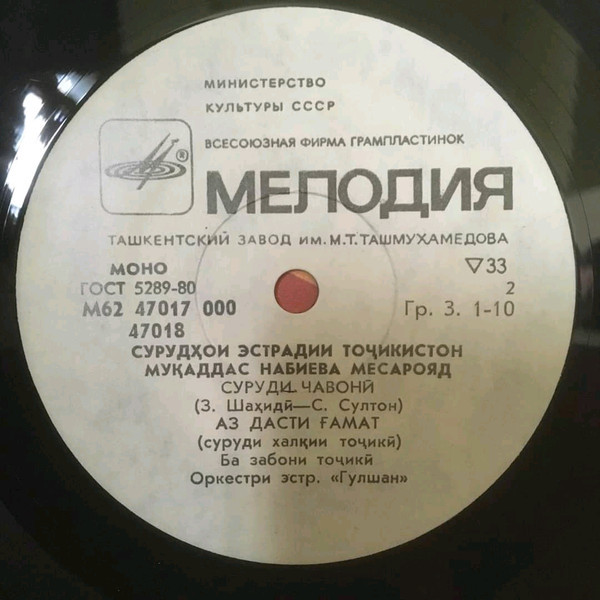 МИНИСТЕРСТВО
КУЛЬТУРЫ СССР
ВСЕСОЮЗНАЯ ФИРМА ГРАМПЛАСТИНОК
®
МЕЛОДИЯ
ТАШКЕНТСКИЙ ЗАВОД ИМ. М.Т. ТАШМУХАМЕДОВА
МОНО ▽33
ГОСТ 5289-80 2
М62 47017 000 Гр. 3. 1-10
47018
СУРУДҲОИ ЭСТРАДИИ ТОҶИКИСТОН
МУҚАДДАС НАБИЕВА МЕСАРОЯД
СУРУДИ ҶАВОНӢ
(З. Шаҳидӣ—С. Султон)
АЗ ДАСТИ ҒАМАТ
(суруди халқии тоҷикӣ)
Ба забони тоҷикӣ
Оркестри эстр. «Гулшан»